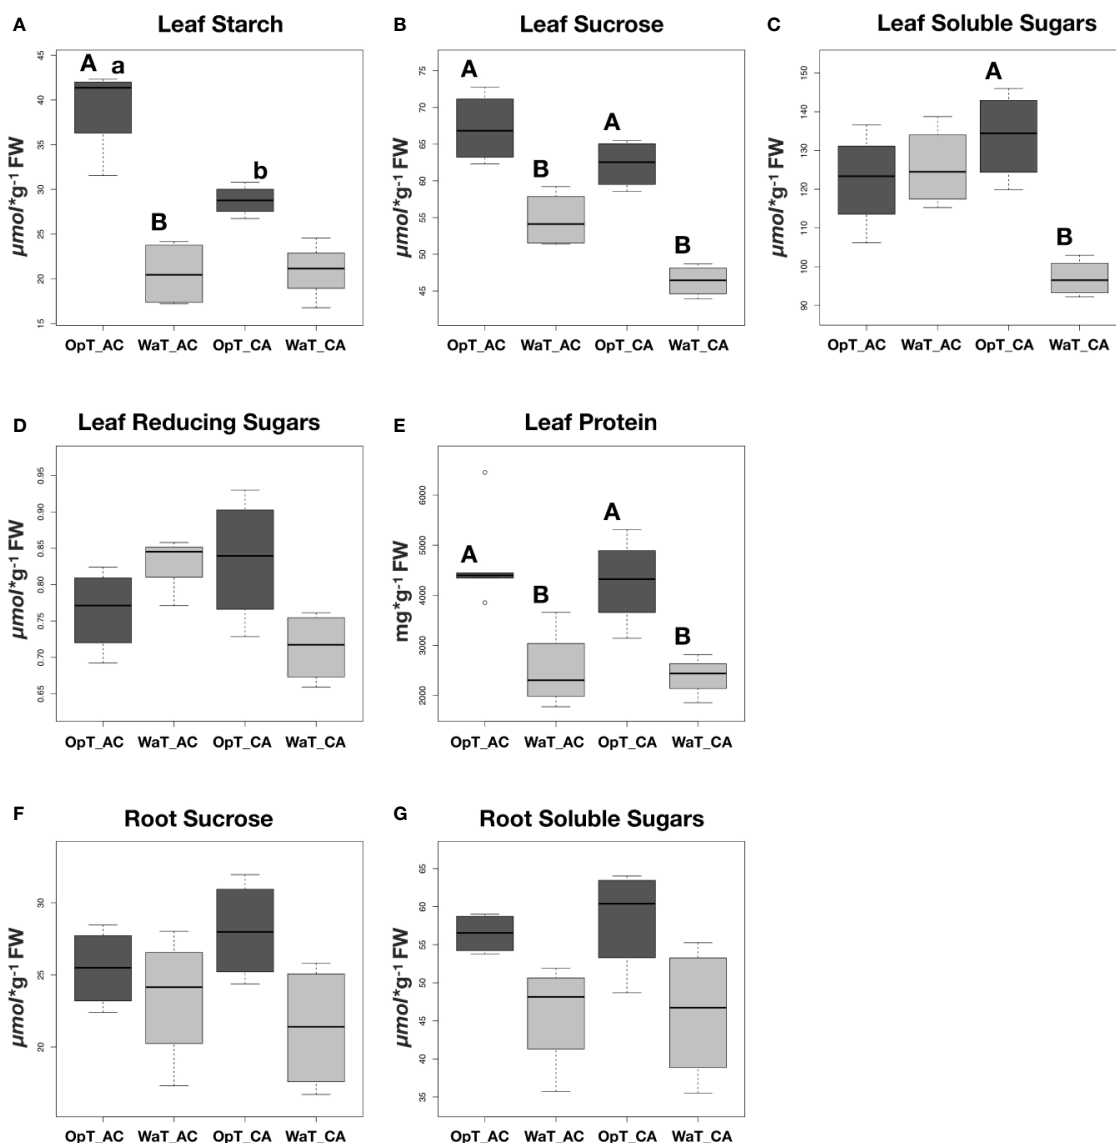 A Leaf Starch
45
40
35
30
25
20
15
µmol*g⁻¹ FW
A a
B
b
OpT_AC WaT_AC OpT_CA WaT_CA
B Leaf Sucrose
75
70
65
60
55
50
45
µmol*g⁻¹ FW
A
B
A
B
OpT_AC WaT_AC OpT_CA WaT_CA
C Leaf Soluble Sugars
150
140
130
120
110
100
90
µmol*g⁻¹ FW
A
B
OpT_AC WaT_AC OpT_CA WaT_CA
D Leaf Reducing Sugars
0.95
0.90
0.85
0.80
0.75
0.70
0.65
µmol*g⁻¹ FW
OpT_AC WaT_AC OpT_CA WaT_CA
E Leaf Protein
6000
5000
4000
3000
2000
mg*g⁻¹ FW
A
B
A
B
OpT_AC WaT_AC OpT_CA WaT_CA
F Root Sucrose
30
25
20
µmol*g⁻¹ FW
OpT_AC WaT_AC OpT_CA WaT_CA
G Root Soluble Sugars
65
60
55
50
45
40
35
µmol*g⁻¹ FW
OpT_AC WaT_AC OpT_CA WaT_CA